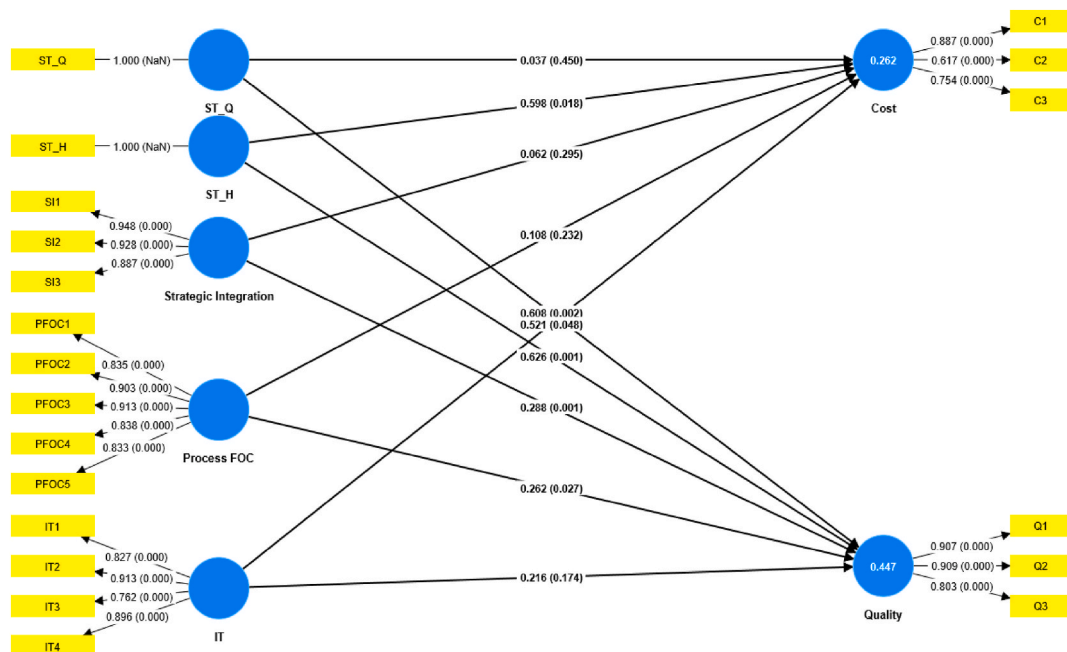 C1
ST_Q
1.000 (NaN)
0.037 (0.450)
0.262
0.887 (0.000)
0.617 (0.000)
0.754 (0.000)
C2
ST_Q
Cost
C3
0.598 (0.018)
ST_H
1.000 (NaN)
0.062 (0.295)
ST_H
SI1
0.948 (0.000)
SI2
0.928 (0.000)
0.887 (0.000)
0.108 (0.232)
SI3
Strategic Integration
PFOC1
0.608 (0.002)
0.521 (0.048)
PFOC2
0.835 (0.000)
0.626 (0.001)
0.903 (0.000)
PFOC3
0.913 (0.000)
0.288 (0.001)
0.838 (0.000)
PFOC4
0.833 (0.000)
Process FOC
PFOC5
0.262 (0.027)
IT1
Q1
0.827 (0.000)
0.907 (0.000)
IT2
0.913 (0.000)
0.216 (0.174)
0.447
0.909 (0.000)
Q2
0.762 (0.000)
0.803 (0.000)
IT3
0.896 (0.000)
Quality
Q3
IT
IT4